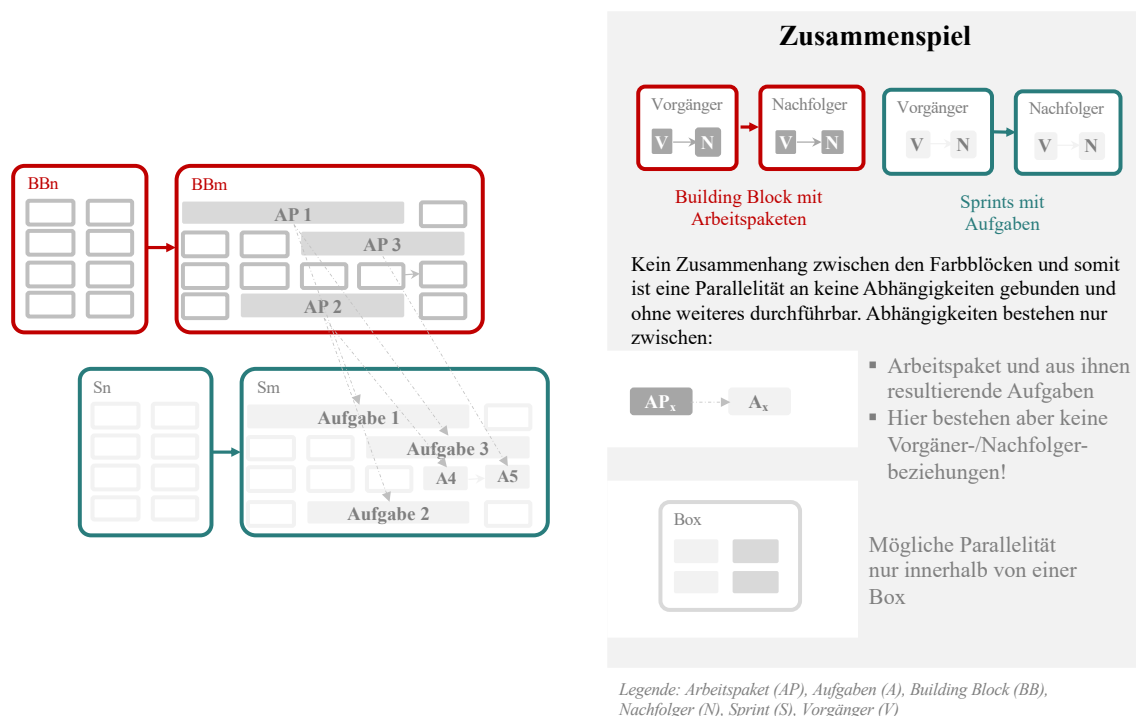 BBn
BBm
AP 1
AP 3
AP 2
Sn
Sm
Aufgabe 1
Aufgabe 3
A4
A5
Aufgabe 2
Zusammenspiel
Vorgänger
V
N
Nachfolger
V
N
Vorgänger
V
N
Nachfolger
V
N
Building Block mit
Arbeitspaketen
Sprints mit
Aufgaben
Kein Zusammenhang zwischen den Farbblöcken und somit
ist eine Parallelität an keine Abhängigkeiten gebunden und
ohne weiteres durchführbar. Abhängigkeiten bestehen nur
zwischen:
APx
Ax
▪ Arbeitspaket und aus ihnen
resultierende Aufgaben
▪ Hier bestehen aber keine
Vorgäner-/Nachfolger-
beziehungen!
Box
Mögliche Parallelität
nur innerhalb von einer
Box
Legende: Arbeitspaket (AP), Aufgaben (A), Building Block (BB),
Nachfolger (N), Sprint (S), Vorgänger (V)